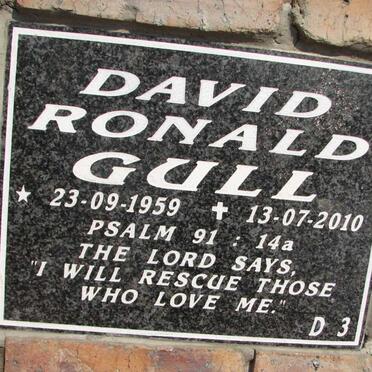 DAVID
RONALD
GULL
★ 23-09-1959 ✝ 13-07-2010
PSALM 91 : 14a
THE LORD SAYS,
"I WILL RESCUE THOSE
WHO LOVE ME."
D 3